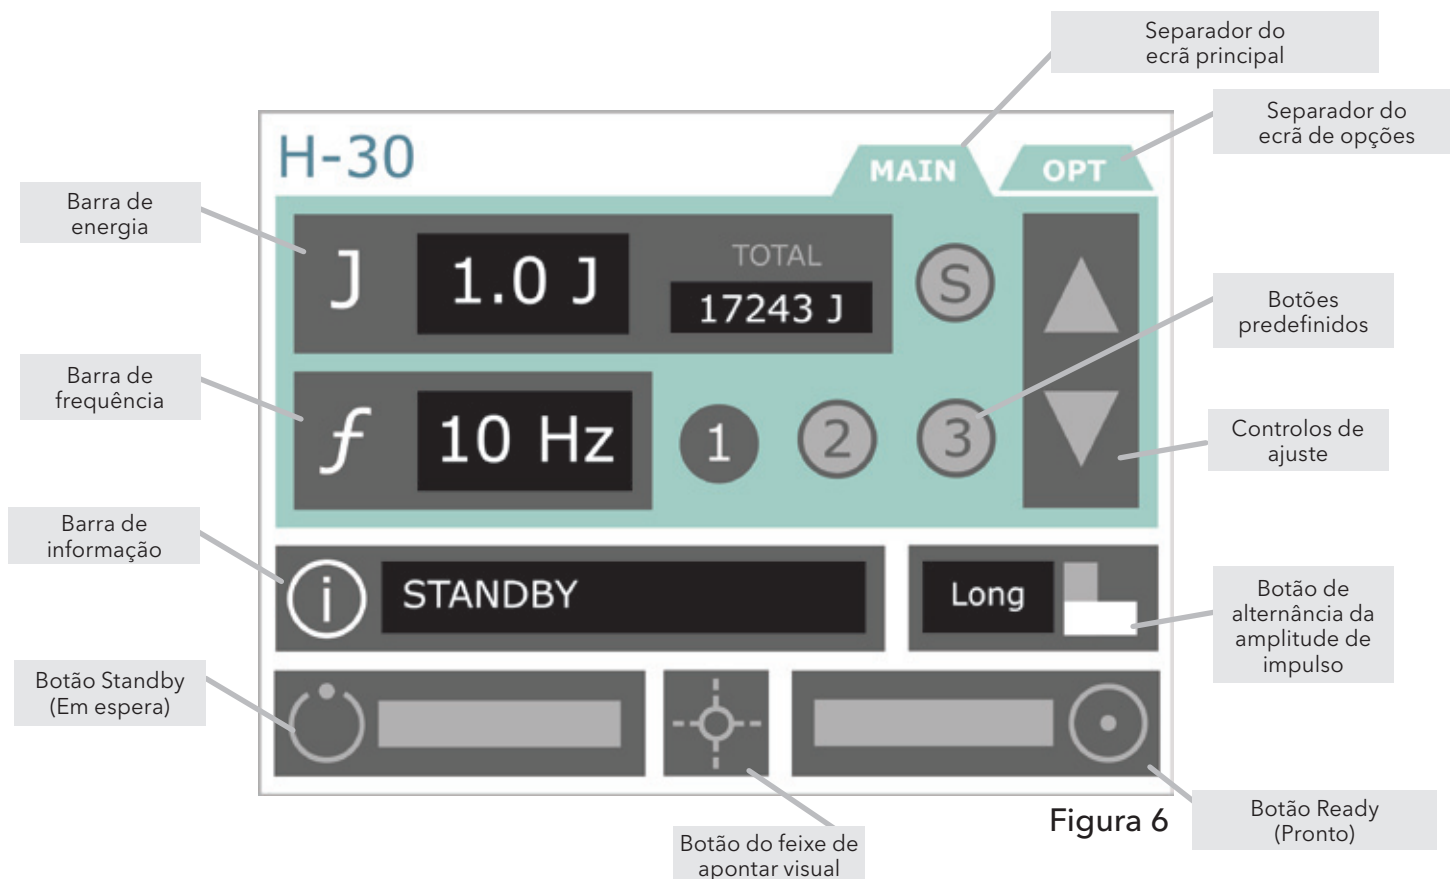 Separador do
ecrã principal
Separador do
ecrã de opções
H-30
MAIN
OPT
Barra de
energia
J
1.0 J
TOTAL
17243 J
S
Botões
predefinidos
Barra de
frequência
f
10 Hz
1
2
3
Controlos de
ajuste
Barra de
informação
i
STANDBY
Long
Botão de
alternância da
amplitude de
impulso
Botão Standby
(Em espera)
Botão Ready
(Pronto)
Figura 6
Botão do feixe de
apontar visual